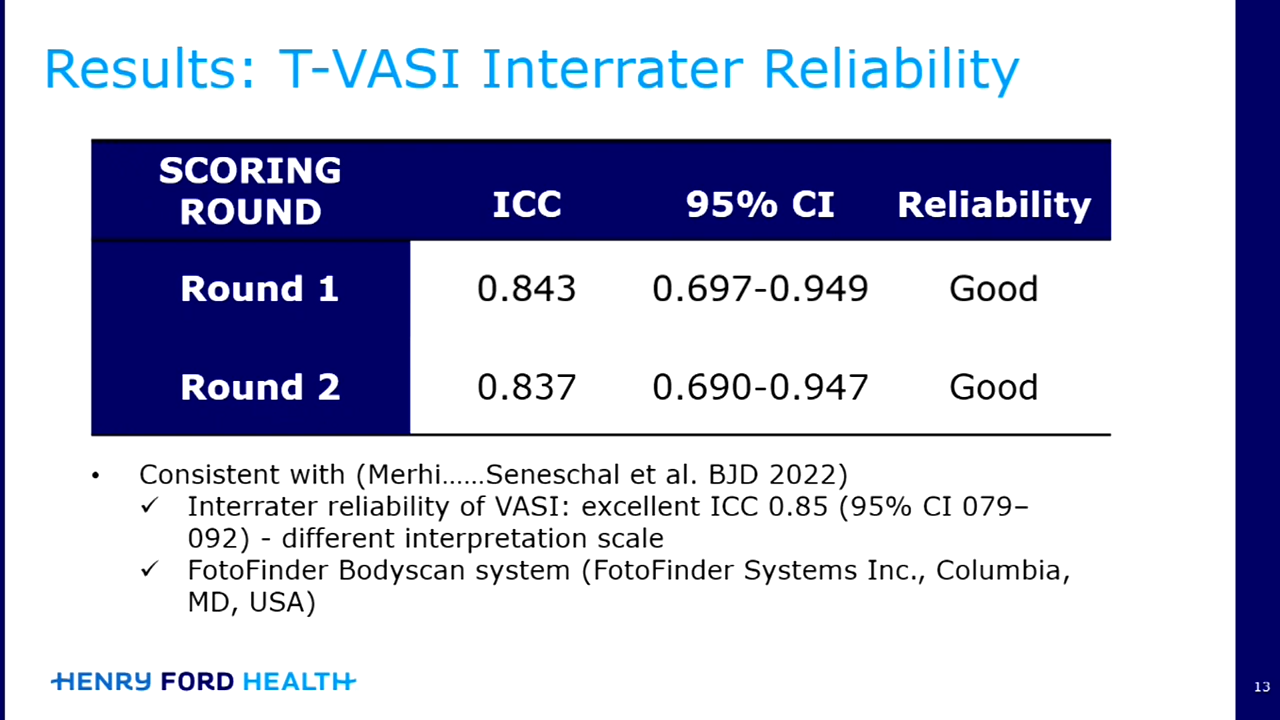 Results: T-VASI Interrater Reliability
SCORING
ROUND
ICC
95% CI
Reliability
Round 1
0.843
0.697-0.949
Good
Round 2
0.837
0.690-0.947
Good
• Consistent with (Merhi……Seneschal et al. BJD 2022)
✓ Interrater reliability of VASI: excellent ICC 0.85 (95% CI 079–
092) - different interpretation scale
✓ FotoFinder Bodyscan system (FotoFinder Systems Inc., Columbia,
MD, USA)
HENRY FORD HEALTH
13